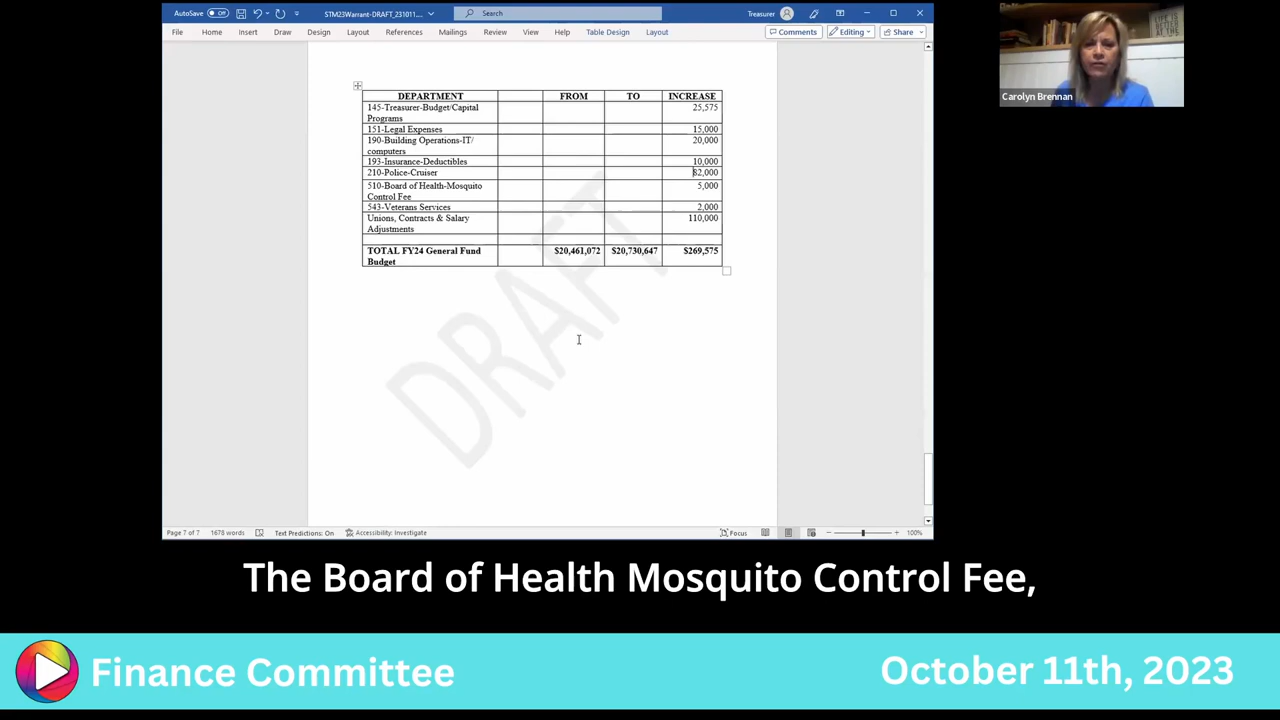 AutoSave Off STM23Warrant-DRAFT_231011... Search Treasurer
File Home Insert Draw Design Layout References Mailings Review View Help Table Design Layout Comments Editing Share
DEPARTMENT FROM TO INCREASE
145-Treasurer-Budget/Capital 25,575
Programs
151-Legal Expenses 15,000
190-Building Operations-IT/ 20,000
computers
193-Insurance-Deductibles 10,000
210-Police-Cruiser 82,000
510-Board of Health-Mosquito 5,000
Control Fee
543-Veterans Services 2,000
Unions, Contracts & Salary 110,000
Adjustments
TOTAL FY24 General Fund $20,461,072 $20,730,647 $269,575
Budget
DRAFT
Page 7 of 7 1678 words Text Predictions: On Accessibility: Investigate Focus 100%
Carolyn Brennan
The Board of Health Mosquito Control Fee,
Finance Committee October 11th, 2023